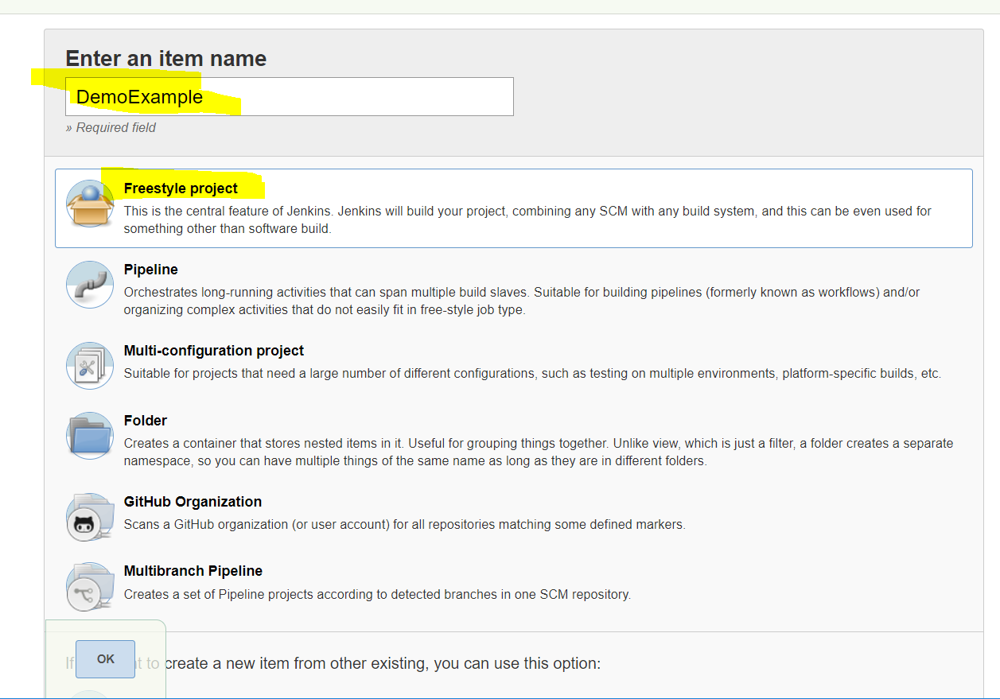 Enter an item name
DemoExample
» Required field
Freestyle project
This is the central feature of Jenkins. Jenkins will build your project, combining any SCM with any build system, and this can be even used for
something other than software build.
Pipeline
Orchestrates long-running activities that can span multiple build slaves. Suitable for building pipelines (formerly known as workflows) and/or
organizing complex activities that do not easily fit in free-style job type.
Multi-configuration project
Suitable for projects that need a large number of different configurations, such as testing on multiple environments, platform-specific builds, etc.
Folder
Creates a container that stores nested items in it. Useful for grouping things together. Unlike view, which is just a filter, a folder creates a separate
namespace, so you can have multiple things of the same name as long as they are in different folders.
GitHub Organization
Scans a GitHub organization (or user account) for all repositories matching some defined markers.
Multibranch Pipeline
Creates a set of Pipeline projects according to detected branches in one SCM repository.
OK
If to create a new item from other existing, you can use this option: